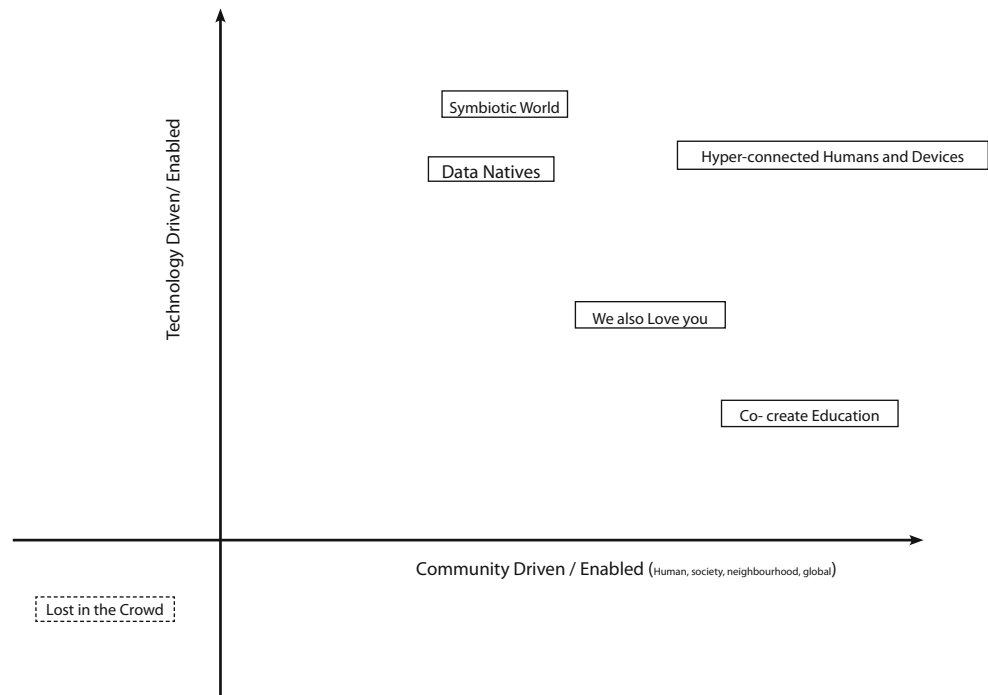 Symbiotic World
Hyper-connected Humans and Devices
Data Natives
Technology Driven/ Enabled
We also Love you
Co- create Education
Community Driven / Enabled (Human, society, neighbourhood, global)
Lost in the Crowd